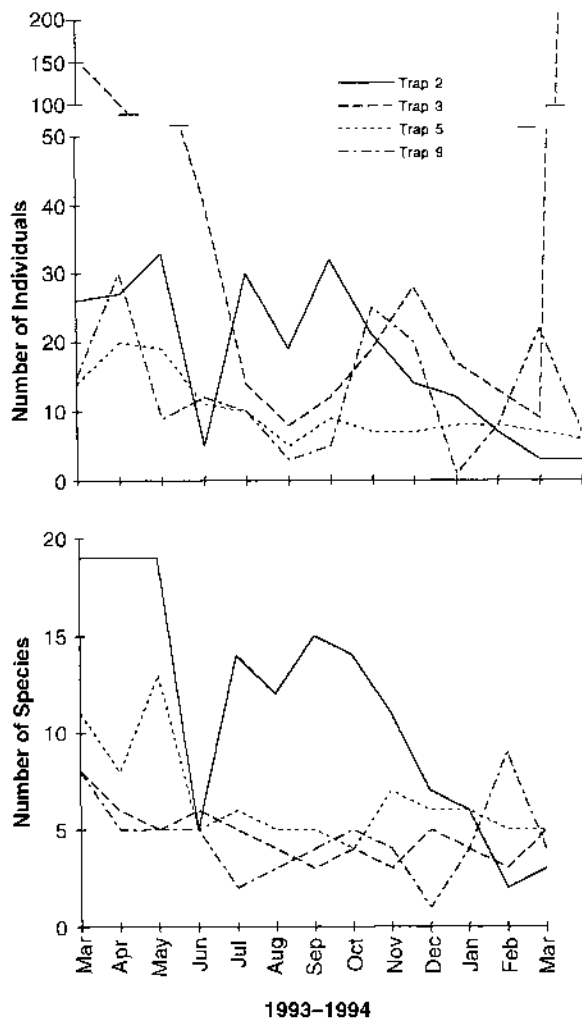 200
150
100
50
40
30
20
10
0
Number of Individuals
Trap 2
Trap 3
Trap 5
Trap 9
20
15
10
5
0
Number of Species
Mar
Apr
May
Jun
Jul
Aug
Sep
Oct
Nov
Dec
Jan
Feb
Mar
1993–1994